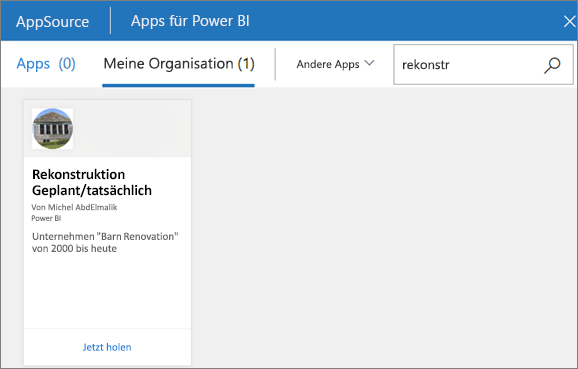 AppSource Apps für Power BI
Apps (0) Meine Organisation (1) Andere Apps rekonstr
Rekonstruktion
Geplant/tatsächlich
Von Michel AbdElmalik
Power BI
Unternehmen "Barn Renovation"
von 2000 bis heute
Jetzt holen